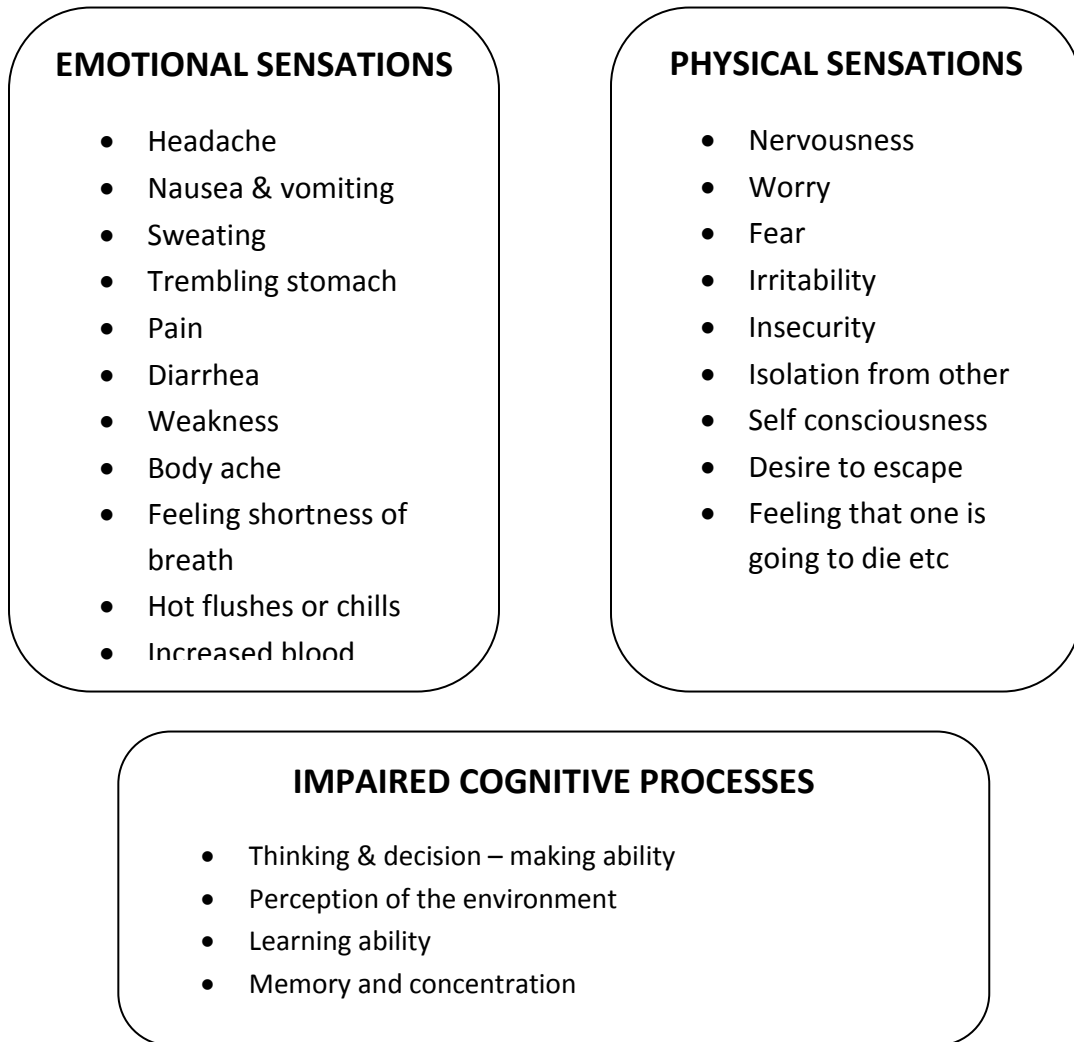 EMOTIONAL SENSATIONS
• Headache
• Nausea & vomiting
• Sweating
• Trembling stomach
• Pain
• Diarrhea
• Weakness
• Body ache
• Feeling shortness of
breath
• Hot flushes or chills
• Increased blood
PHYSICAL SENSATIONS
• Nervousness
• Worry
• Fear
• Irritability
• Insecurity
• Isolation from other
• Self consciousness
• Desire to escape
• Feeling that one is
going to die etc
IMPAIRED COGNITIVE PROCESSES
• Thinking & decision – making ability
• Perception of the environment
• Learning ability
• Memory and concentration